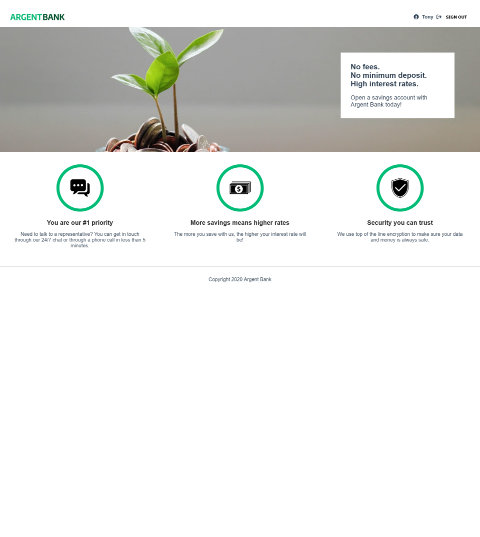 ARGENTBANK
Tony SIGN OUT
No fees.
No minimum deposit.
High interest rates.
Open a savings account with
Argent Bank today!
You are our #1 priority
Need to talk to a representative? You can get in touch
through our 24/7 chat or through a phone call in less than 5
minutes.
More savings means higher rates
The more you save with us, the higher your interest rate will
be!
Security you can trust
We use top of the line encryption to make sure your data
and money is always safe.
Copyright 2020 Argent Bank